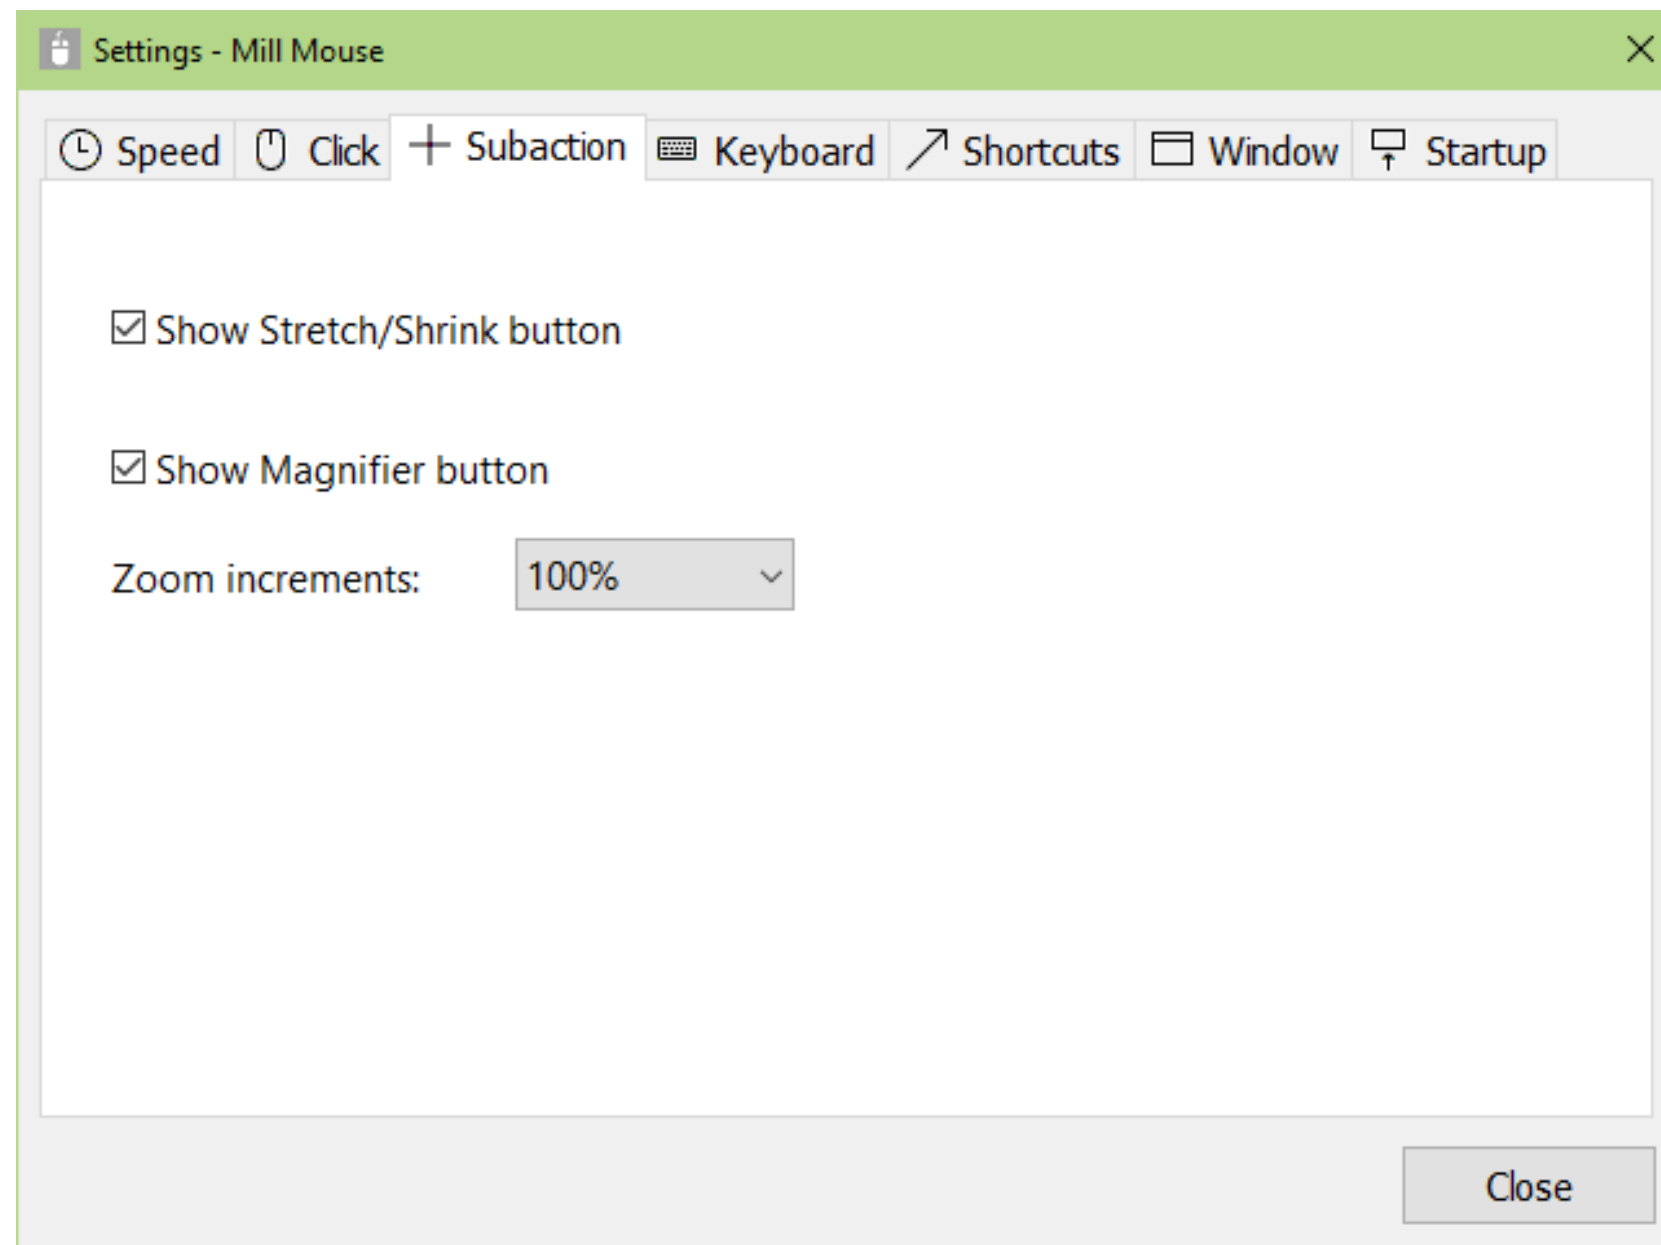 Settings - Mill Mouse
Speed Click Subaction Keyboard Shortcuts Window Startup
Show Stretch/Shrink button
Show Magnifier button
Zoom increments: 100%
Close